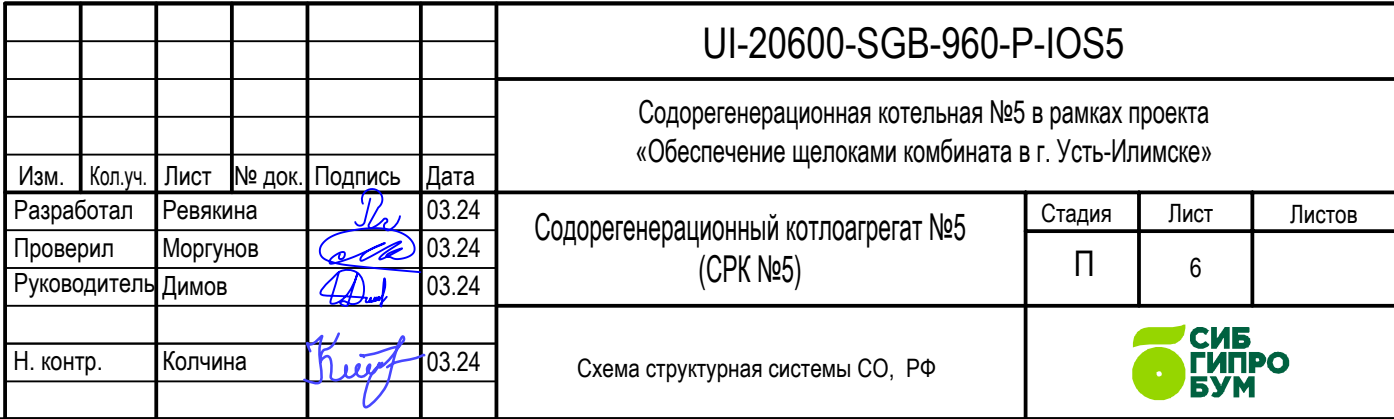 UI-20600-SGB-960-P-IOS5
Содорегенерационная котельная №5 в рамках проекта
«Обеспечение щелоками комбината в г. Усть-Илимске»
Изм. Кол.уч. Лист № док. Подпись Дата
Разработал Ревякина 03.24
Проверил Моргунов 03.24
Руководитель Димов 03.24
Н. контр. Колчина 03.24
Содорегенерационный котлоагрегат №5
(СРК №5)
Стадия Лист Листов
П 6
Схема структурная системы СО, РФ
СИБ
ГИПРО
БУМ